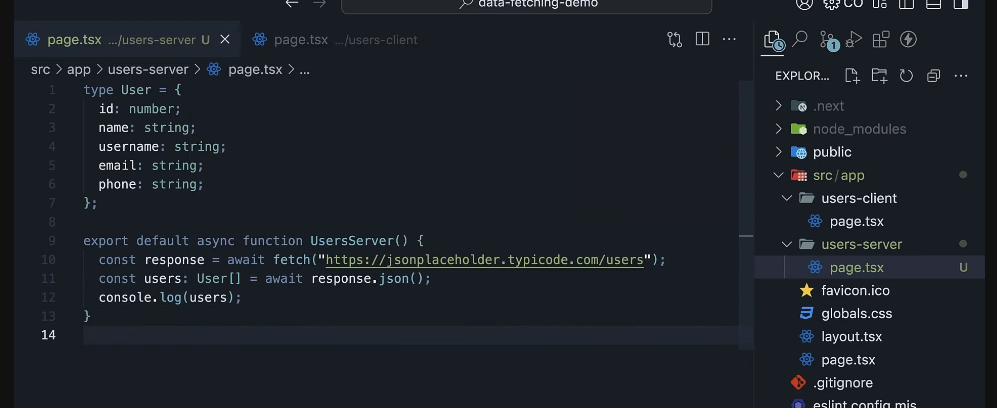 data-fetching-demo
page.tsx .../users-server U
page.tsx .../users-client
src > app > users-server > page.tsx > ...
1 type User = {
2 id: number;
3 name: string;
4 username: string;
5 email: string;
6 phone: string;
7 };
8
9 export default async function UsersServer() {
10 const response = await fetch("https://jsonplaceholder.typicode.com/users");
11 const users: User[] = await response.json();
12 console.log(users);
13 }
14
CO
1
EXPLOR...
.next
node_modules
public
src/app
users-client
page.tsx
users-server
page.tsx U
favicon.ico
globals.css
layout.tsx
page.tsx
.gitignore
eslint.config.mjs